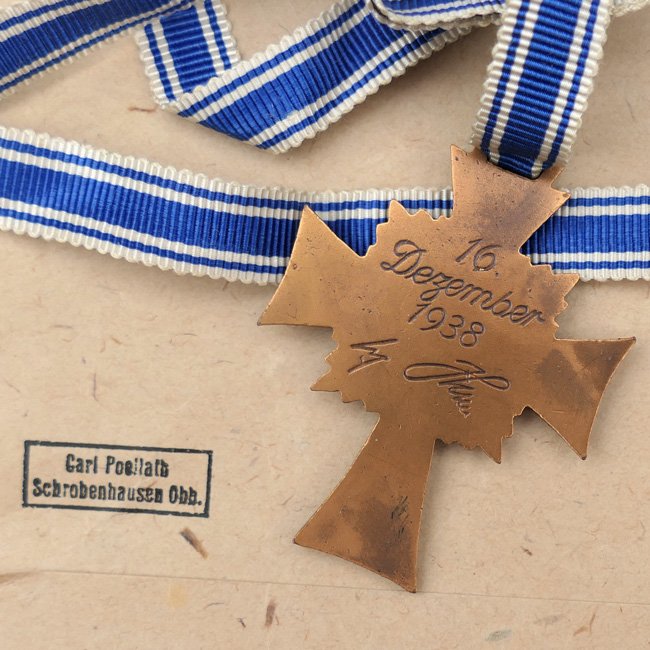 16
Dezember
1938
Carl Poellath
Schrobenhausen Obb.